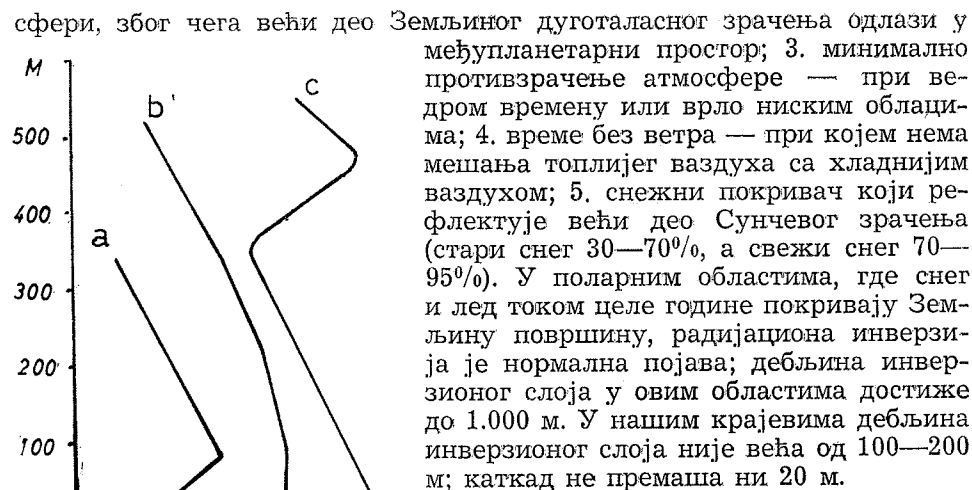 сфери, због чега већи део Земљиног дуготаласног зрачења одлази у
међупланетарни простор; 3. минимално
противзрачење атмосфере — при ве-
дром времену или врло ниским облаци-
ма; 4. време без ветра — при којем нема
мешања топлијег ваздуха са хладнијим
ваздухом; 5. снежни покривач који ре-
флектује већи део Сунчевог зрачења
(стари снег 30—70%, а свежи снег 70—
95%). У поларним областима, где снег
и лед током целе године покривају Зем-
љину површину, радијациона инверзи-
ја је нормална појава; дебљина инвер-
зионог слоја у овим областима достиже
до 1.000 м. У нашим крајевима дебљина
инверзионог слоја није већа од 100—200
м; каткад не премаша ни 20 м.
М
500
400
300
200
100
a
b
c